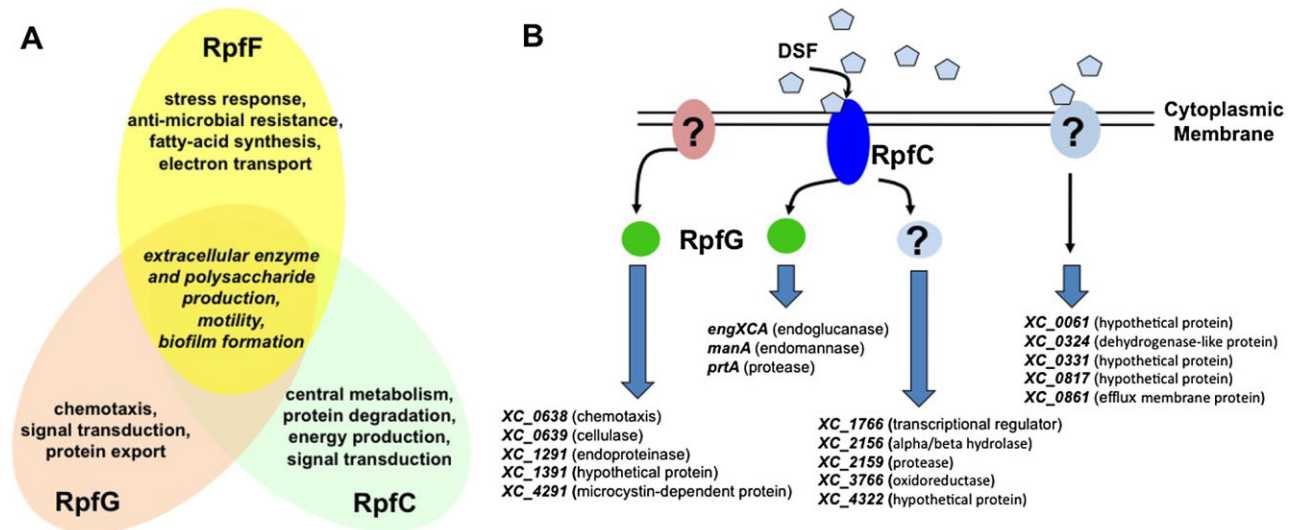 A
RpfF
stress response,
anti-microbial resistance,
fatty-acid synthesis,
electron transport
extracellular enzyme
and polysaccharide
production,
motility,
biofilm formation
chemotaxis,
signal transduction,
protein export
RpfG
central metabolism,
protein degradation,
energy production,
signal transduction
RpfC
B
DSF
?
RpfC
?
Cytoplasmic
Membrane
RpfG
?
engXCA (endoglucanase)
manA (endomannase)
prtA (protease)
XC_0061 (hypothetical protein)
XC_0324 (dehydrogenase-like protein)
XC_0331 (hypothetical protein)
XC_0817 (hypothetical protein)
XC_0861 (efflux membrane protein)
XC_0638 (chemotaxis)
XC_0639 (cellulase)
XC_1291 (endoproteinase)
XC_1391 (hypothetical protein)
XC_4291 (microcystin-dependent protein)
XC_1766 (transcriptional regulator)
XC_2156 (alpha/beta hydrolase)
XC_2159 (protease)
XC_3766 (oxidoreductase)
XC_4322 (hypothetical protein)